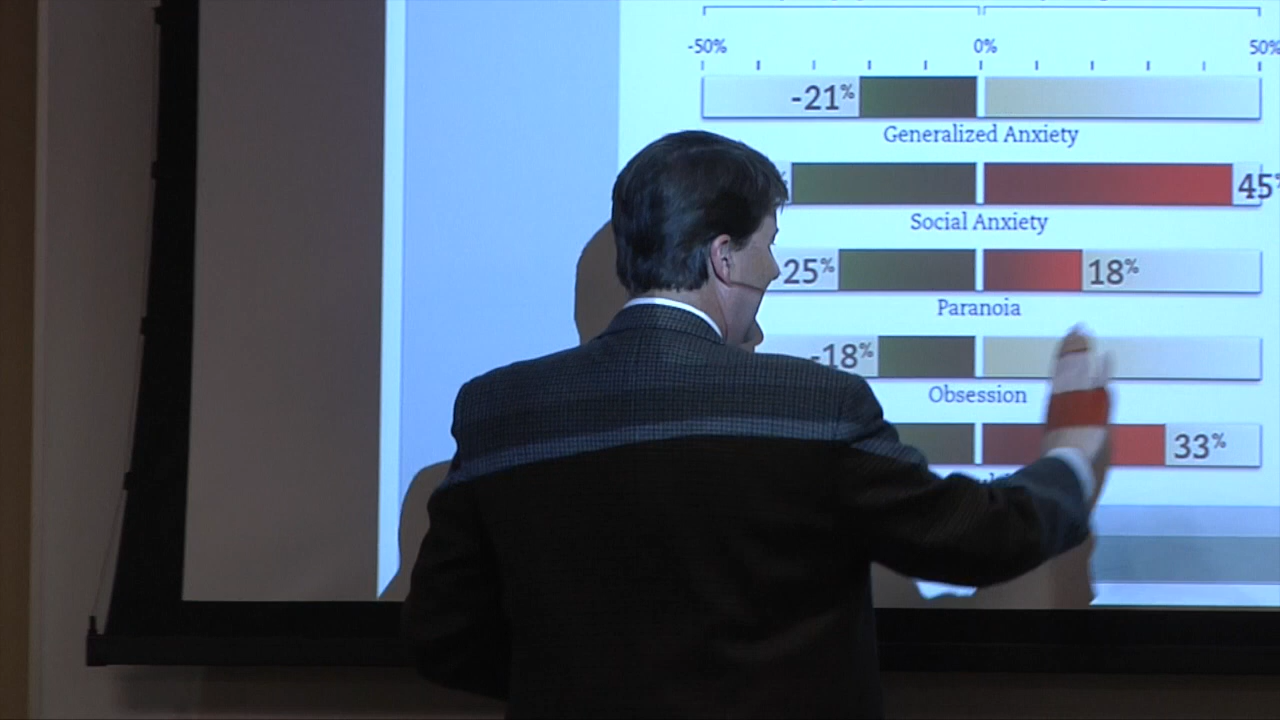 -50% 0% 50%
-21%
Generalized Anxiety
45%
Social Anxiety
25% 18%
Paranoia
-18%
Obsession
33%